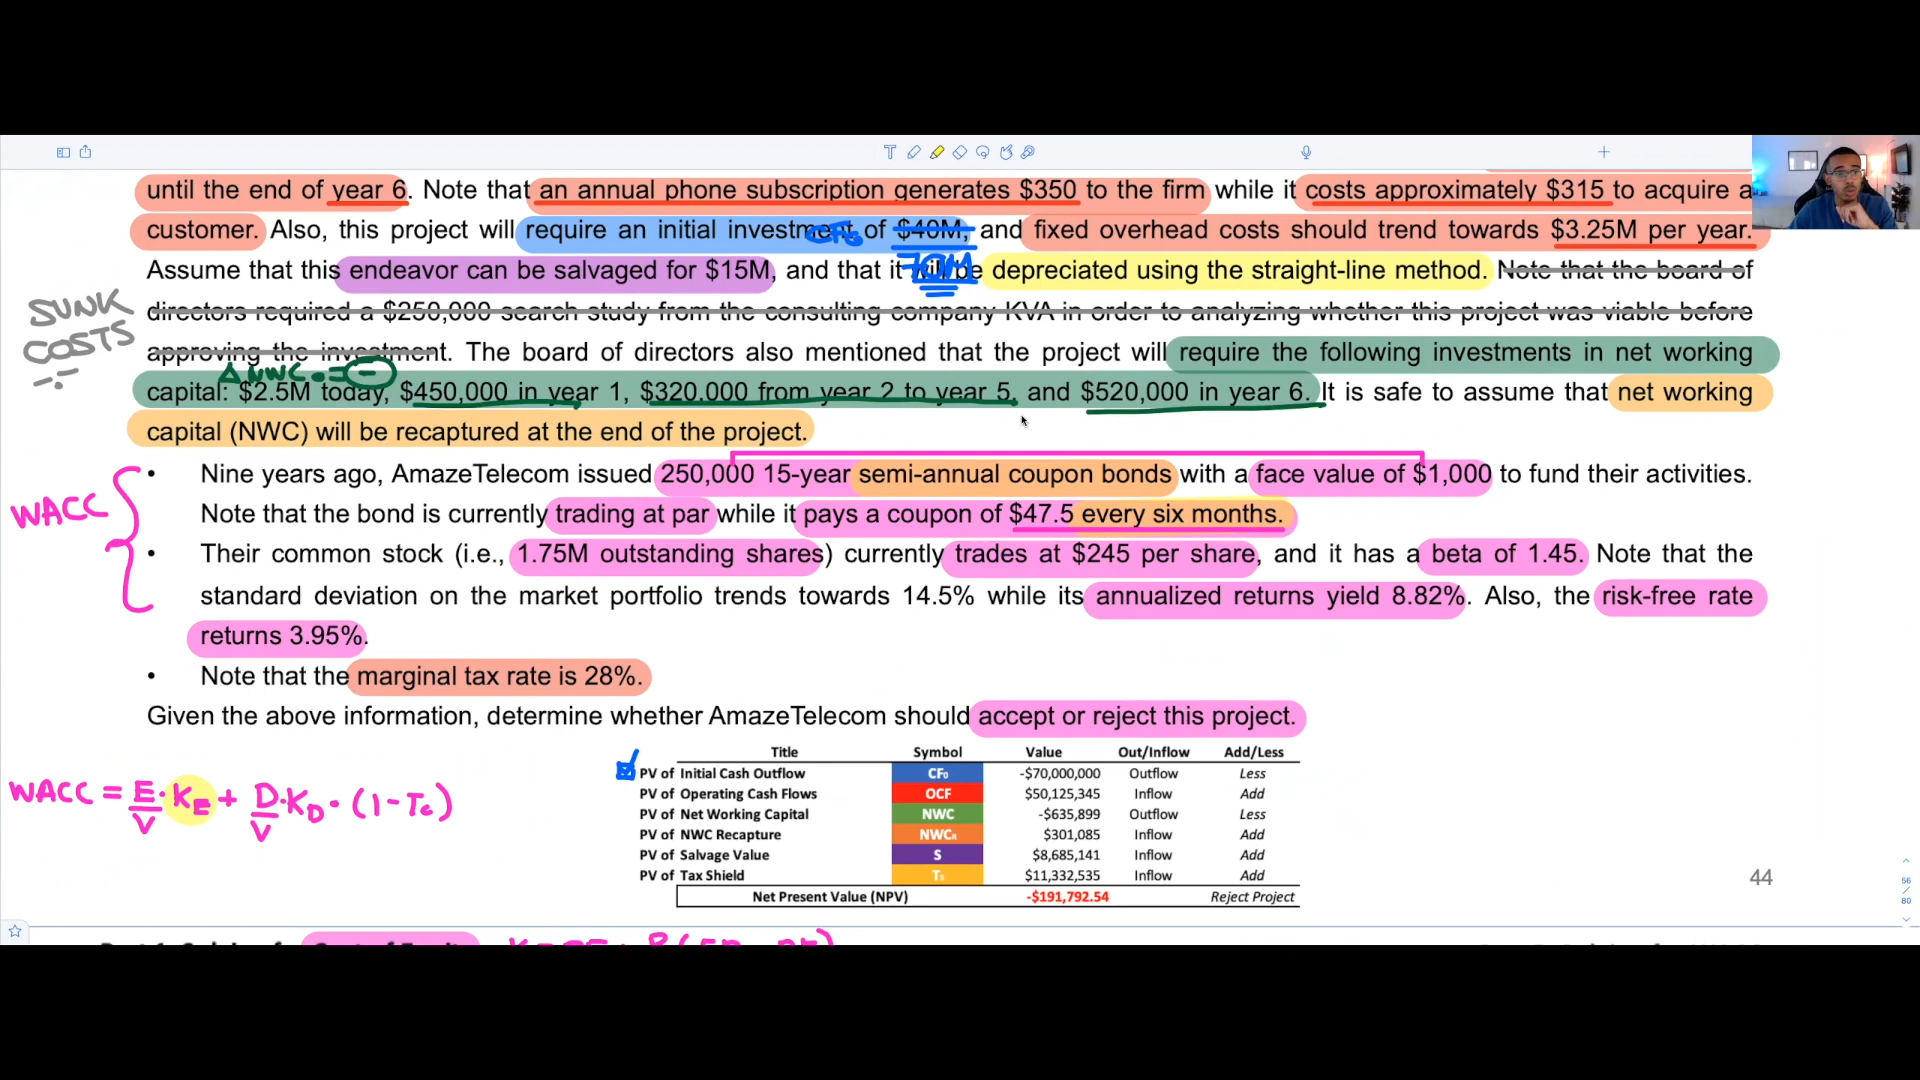 until the end of year 6. Note that an annual phone subscription generates $350 to the firm while it costs approximately $315 to acquire a
customer. Also, this project will require an initial investment of $40M, and fixed overhead costs should trend towards $3.25M per year.
CF₀
Assume that this endeavor can be salvaged for $15M, and that it will be depreciated using the straight-line method. Note that the board of
70M
SUNK
COSTS
directors required a $250,000 search study from the consulting company KVA in order to analyzing whether this project was viable before
approving the investment. The board of directors also mentioned that the project will require the following investments in net working
ΔNWC₀ = -
capital: $2.5M today, $450,000 in year 1, $320,000 from year 2 to year 5, and $520,000 in year 6. It is safe to assume that net working
capital (NWC) will be recaptured at the end of the project.
WACC
• Nine years ago, AmazeTelecom issued 250,000 15-year semi-annual coupon bonds with a face value of $1,000 to fund their activities.
Note that the bond is currently trading at par while it pays a coupon of $47.5 every six months.
• Their common stock (i.e., 1.75M outstanding shares) currently trades at $245 per share, and it has a beta of 1.45. Note that the
standard deviation on the market portfolio trends towards 14.5% while its annualized returns yield 8.82%. Also, the risk-free rate
returns 3.95%.
• Note that the marginal tax rate is 28%.
Given the above information, determine whether AmazeTelecom should accept or reject this project.
WACC = E/V · KE + D/V · KD · (1 - Tc)
Title Symbol Value Out/Inflow Add/Less
PV of Initial Cash Outflow CF₀ -$70,000,000 Outflow Less
PV of Operating Cash Flows OCF $50,125,345 Inflow Add
PV of Net Working Capital NWC -$635,899 Outflow Less
PV of NWC Recapture NWCR $301,085 Inflow Add
PV of Salvage Value S $8,685,141 Inflow Add
PV of Tax Shield Ts $11,332,535 Inflow Add
Net Present Value (NPV) -$191,792.54 Reject Project
44
56
/
80